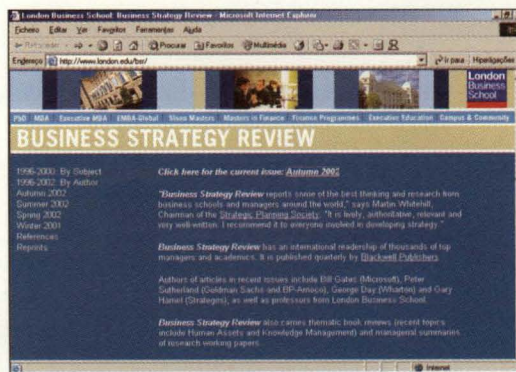 London Business School: Business Strategy Review - Microsoft Internet Explorer
Ficheiro Editar Ver Favoritos Ferramentas Ajuda
Procurar Favoritos Multimédia
Endereço http://www.london.edu/bsr/ Ir para Hiperligações
London
Business
School
PhD MBA Executive MBA EMBA-Global Sloan Masters Masters in Finance Finance Programmes Executive Education Campus & Community
BUSINESS STRATEGY REVIEW
1996-2000: By Subject
1996-2002: By Author
Autumn 2002
Summer 2002
Spring 2002
Winter 2001
References
Reprints
Click here for the current issue: Autumn 2002
"Business Strategy Review reports some of the best thinking and research from
business schools and managers around the world," says Martin Whitehill,
Chairman of the Strategic Planning Society. "It is lively, authoritative, relevant and
very well-written. I recommend it to everyone involved in developing strategy."
Business Strategy Review has an international readership of thousands of top
managers and academics. It is published quarterly by Blackwell Publishers.
Authors of articles in recent issues include Bill Gates (Microsoft), Peter
Sutherland (Goldman Sachs and BP-Amoco), George Day (Wharton) and Gary
Hamel (Strategos), as well as professors from London Business School.
Business Strategy Review also carries thematic book reviews (recent topics
include Human Assets and Knowledge Management) and managerial summaries
of research working papers.
Internet